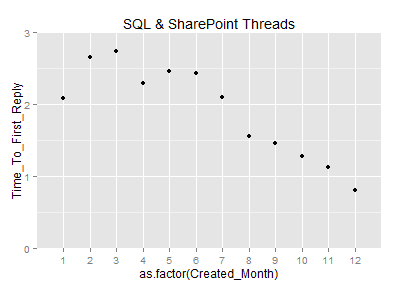 SQL & SharePoint Threads
Time_To_First_Reply
3
2
1
0
1 2 3 4 5 6 7 8 9 10 11 12
as.factor(Created_Month)